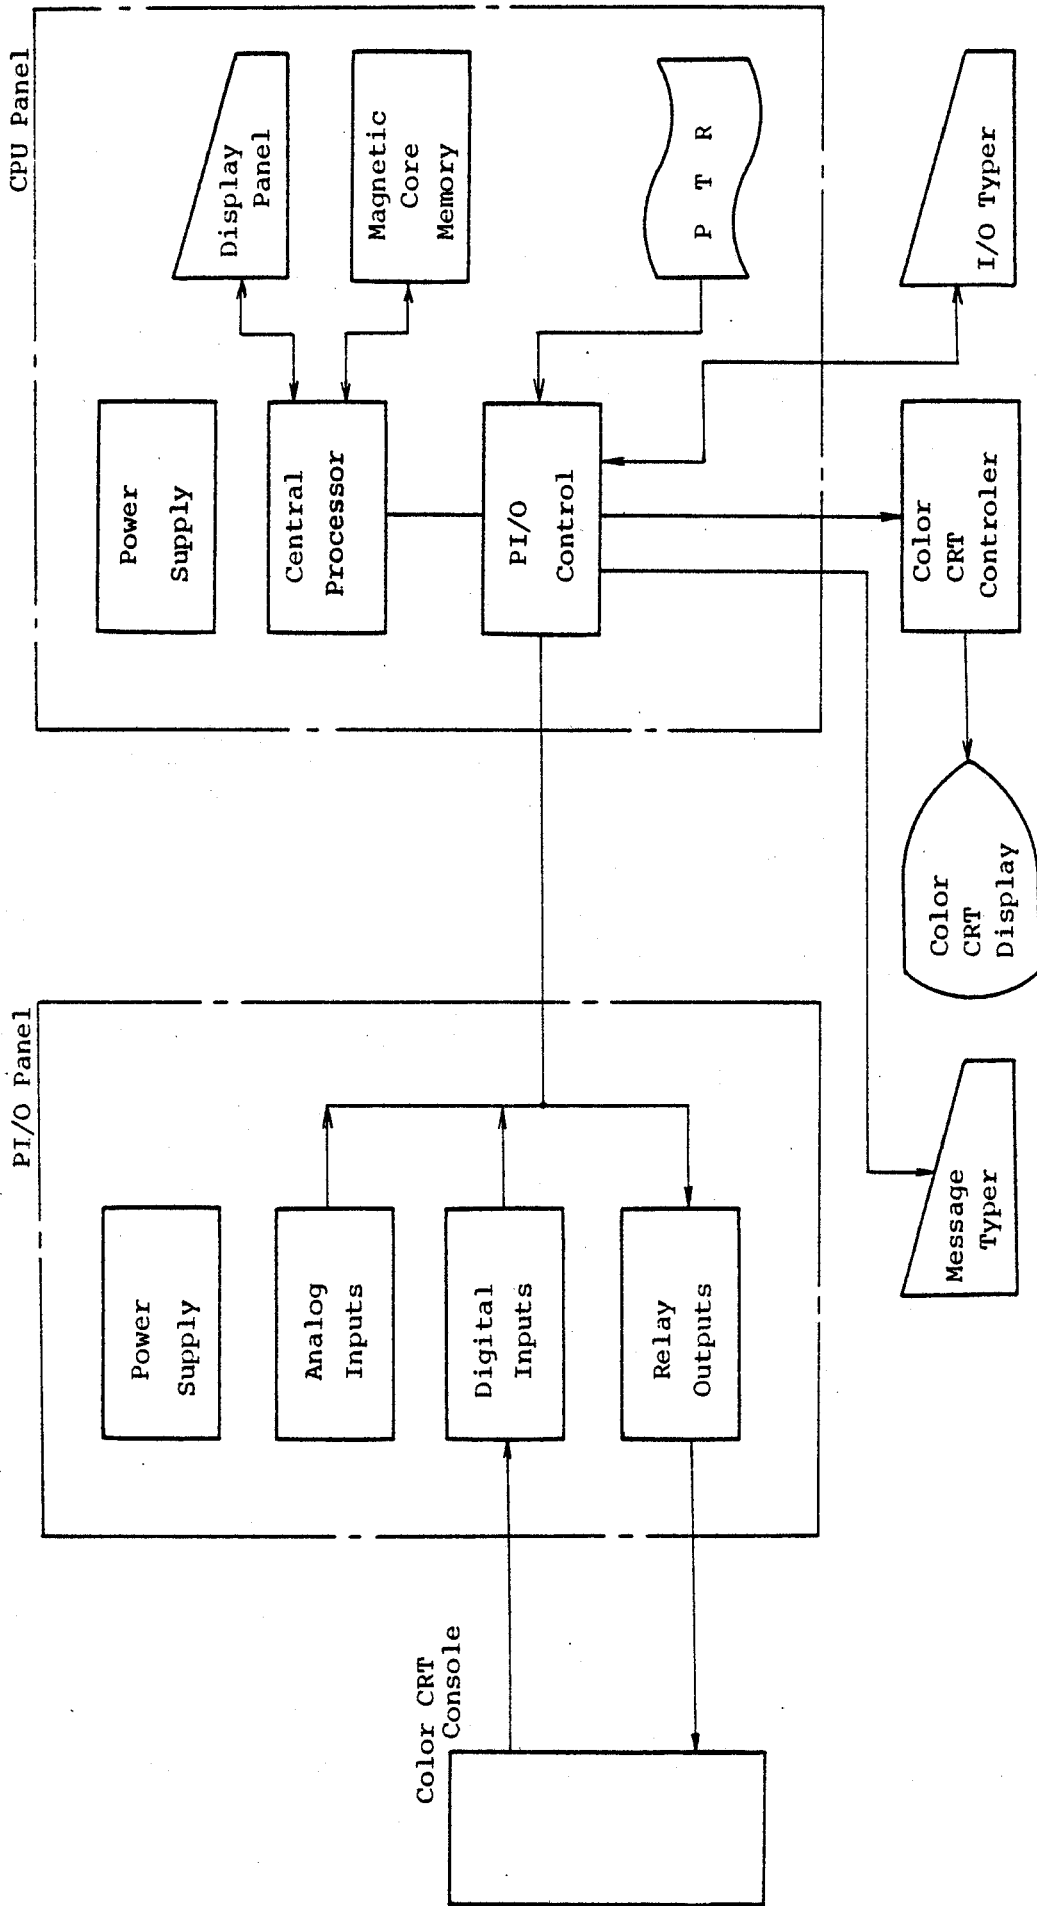 PI/O Panel
CPU Panel
Power
Supply
Analog
Inputs
Digital
Inputs
Relay
Outputs
Color CRT
Console
Power
Supply
Central
Processor
PI/O
Control
Display
Panel
Magnetic
Core
Memory
P T R
Message
Typer
Color
CRT
Display
Color
CRT
Controler
I/O Typer